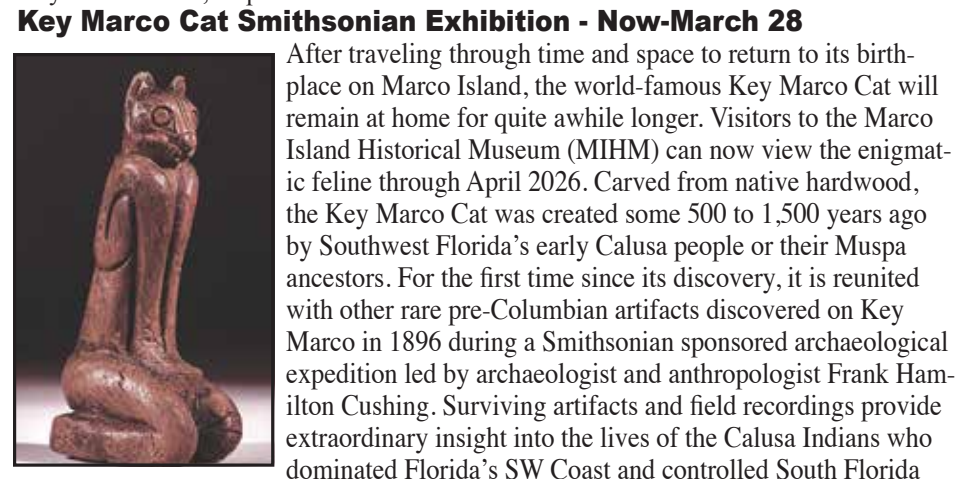 Key Marco Cat Smithsonian Exhibition - Now-March 28
After traveling through time and space to return to its birth-
place on Marco Island, the world-famous Key Marco Cat will
remain at home for quite awhile longer. Visitors to the Marco
Island Historical Museum (MIHM) can now view the enigmat-
ic feline through April 2026. Carved from native hardwood,
the Key Marco Cat was created some 500 to 1,500 years ago
by Southwest Florida’s early Calusa people or their Muspa
ancestors. For the first time since its discovery, it is reunited
with other rare pre-Columbian artifacts discovered on Key
Marco in 1896 during a Smithsonian sponsored archaeological
expedition led by archaeologist and anthropologist Frank Ham-
ilton Cushing. Surviving artifacts and field recordings provide
extraordinary insight into the lives of the Calusa Indians who
dominated Florida’s SW Coast and controlled South Florida